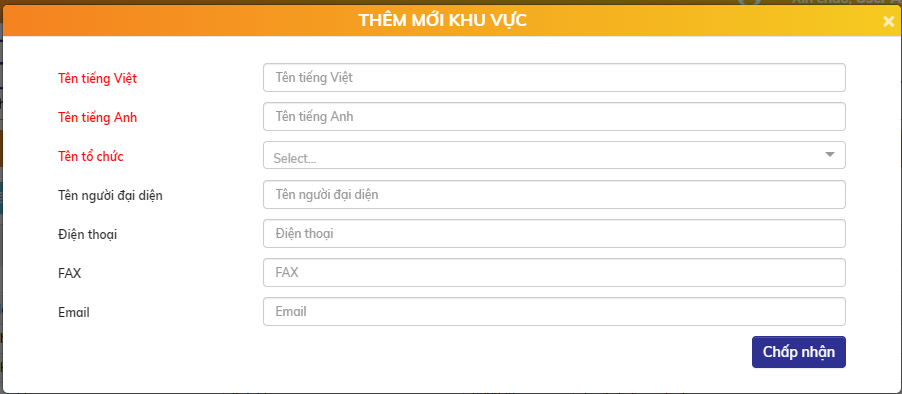 THÊM MỚI KHU VỰC
×
Tên tiếng Việt Tên tiếng Việt
Tên tiếng Anh Tên tiếng Anh
Tên tổ chức Select...
Tên người đại diện Tên người đại diện
Điện thoại Điện thoại
FAX FAX
Email Email
Chấp nhận